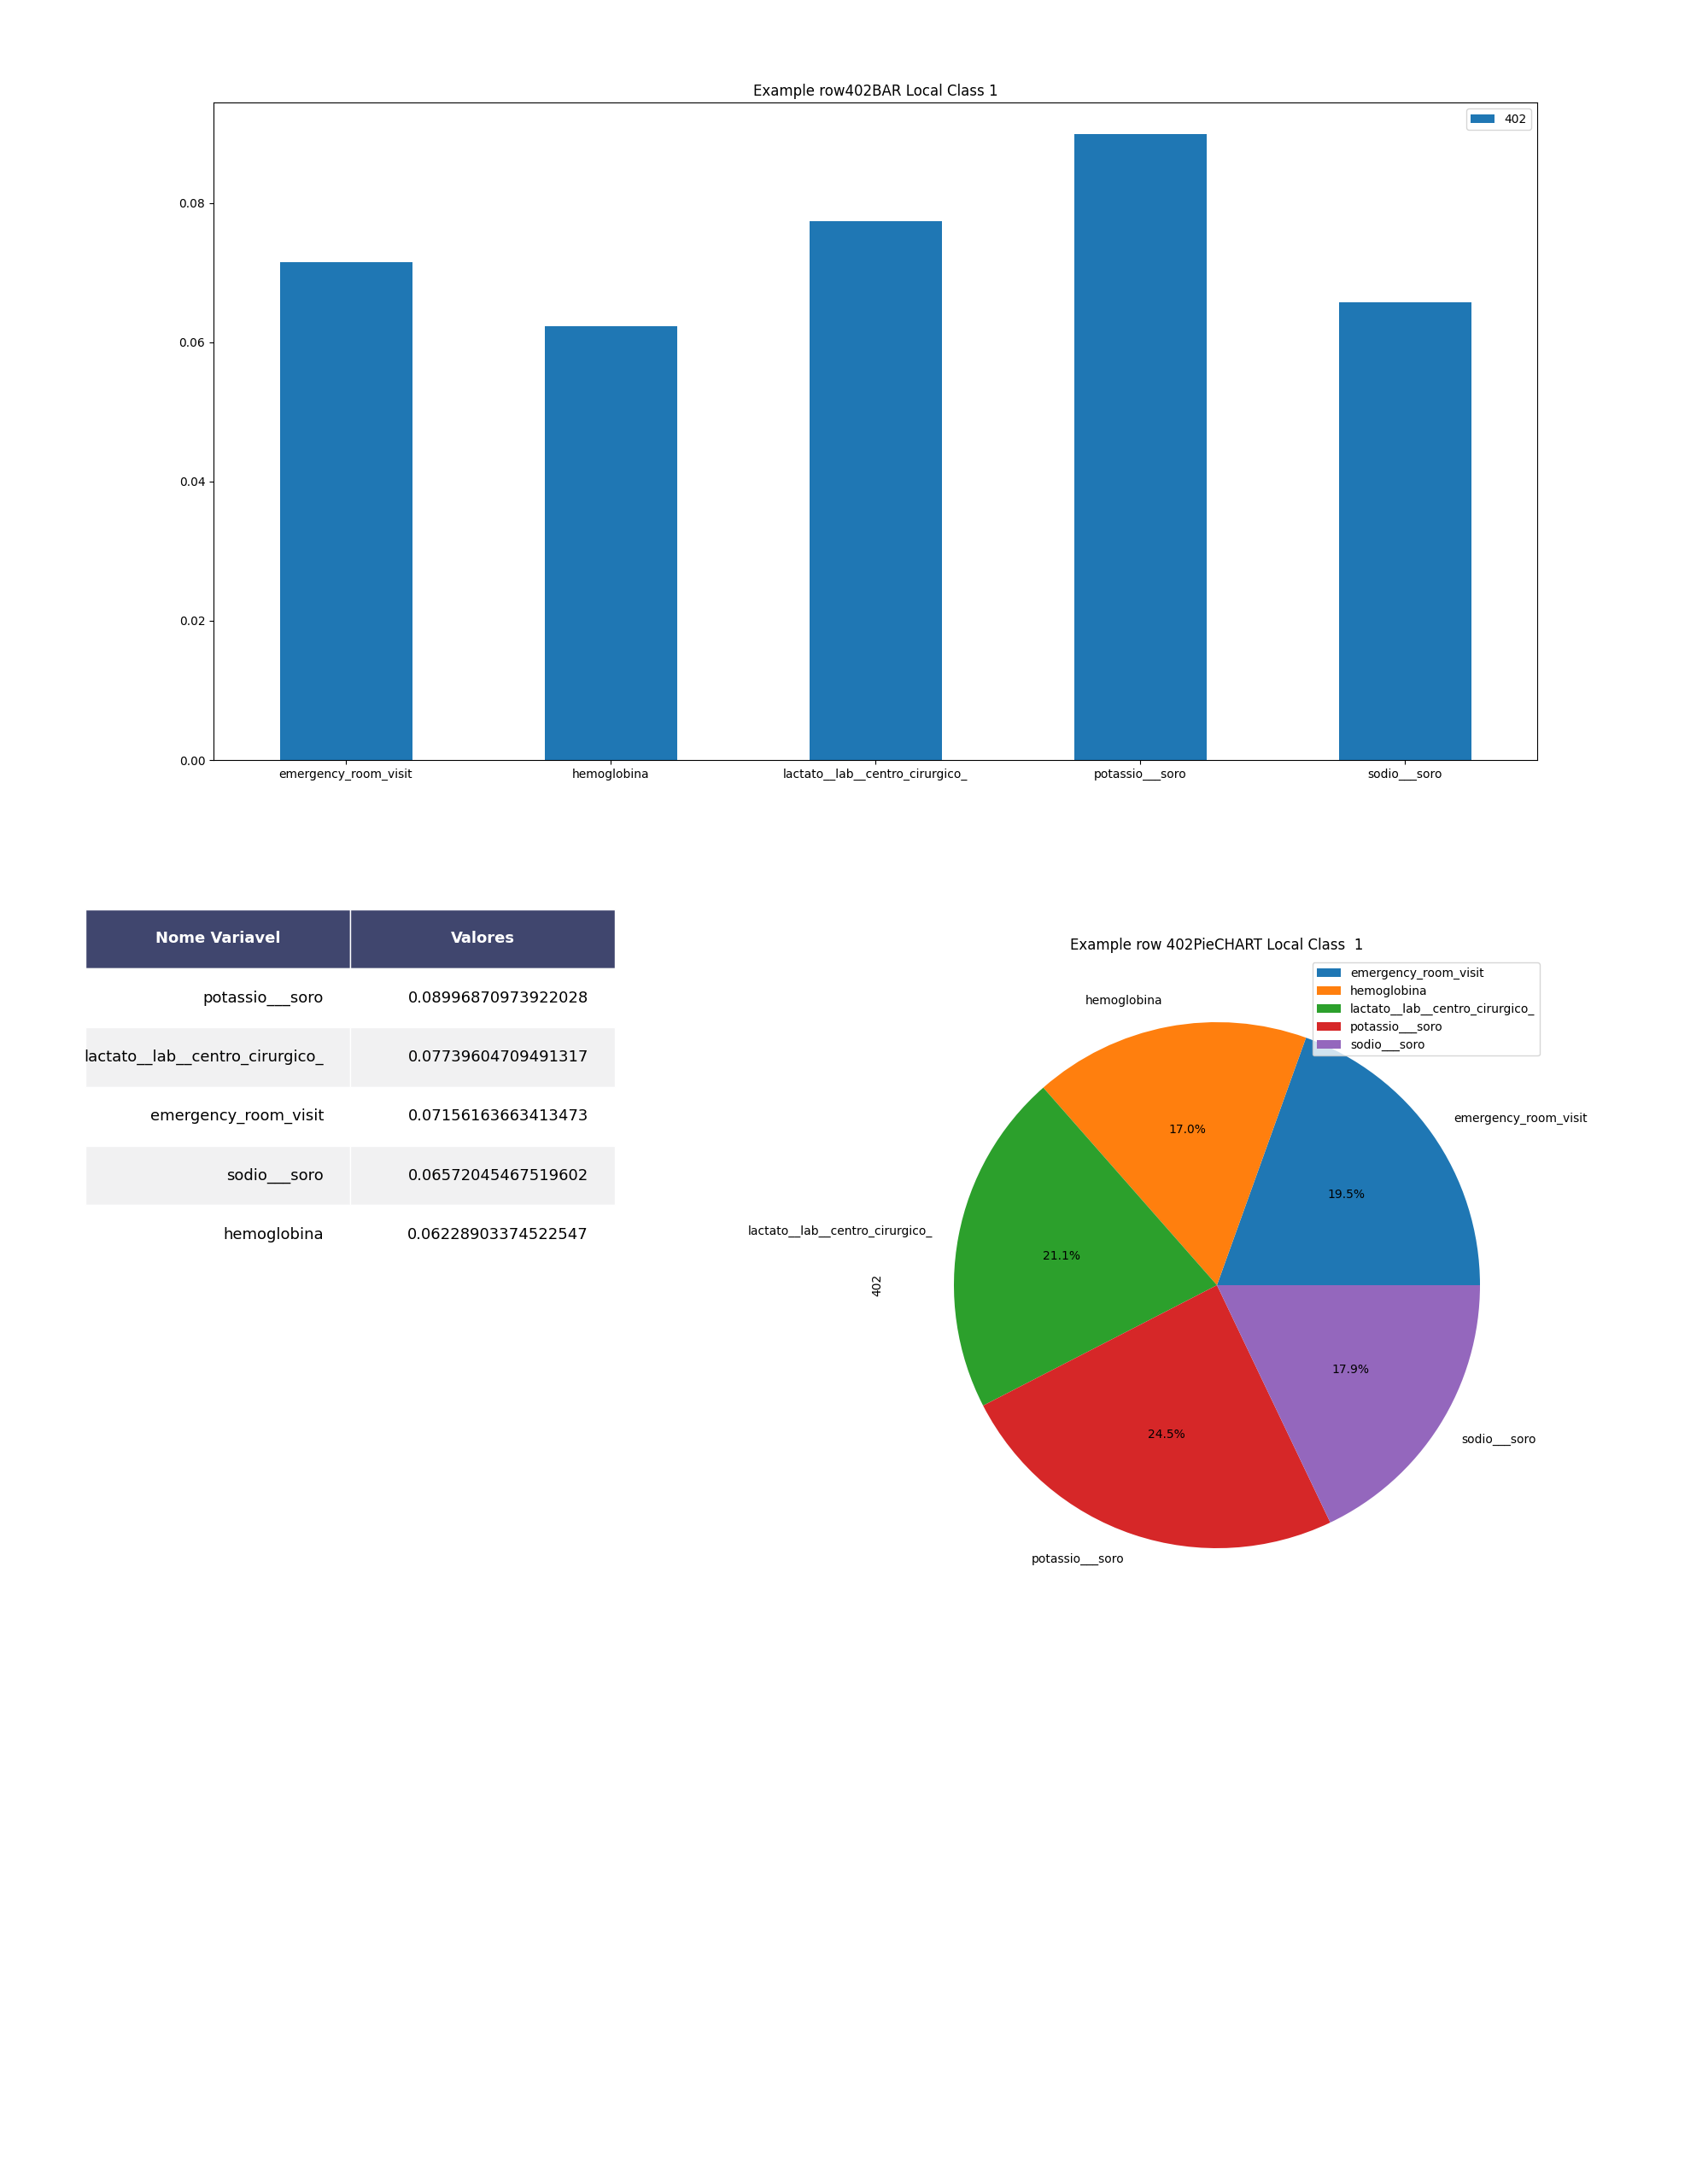 Example row402BAR Local Class 1
402
0.08
0.06
0.04
0.02
0.00
emergency_room_visit
hemoglobina
lactato__lab__centro_cirurgico_
potassio___soro
sodio___soro
Nome Variavel Valores
potassio___soro 0.08996870973922028
lactato__lab__centro_cirurgico_ 0.07739604709491317
emergency_room_visit 0.07156163663413473
sodio___soro 0.06572045467519602
hemoglobina 0.06228903374522547
Example row 402PieCHART Local Class  1
emergency_room_visit
hemoglobina
lactato__lab__centro_cirurgico_
potassio___soro
sodio___soro
hemoglobina
emergency_room_visit
17.0%
19.5%
lactato__lab__centro_cirurgico_
21.1%
402
17.9%
24.5%
sodio___soro
potassio___soro